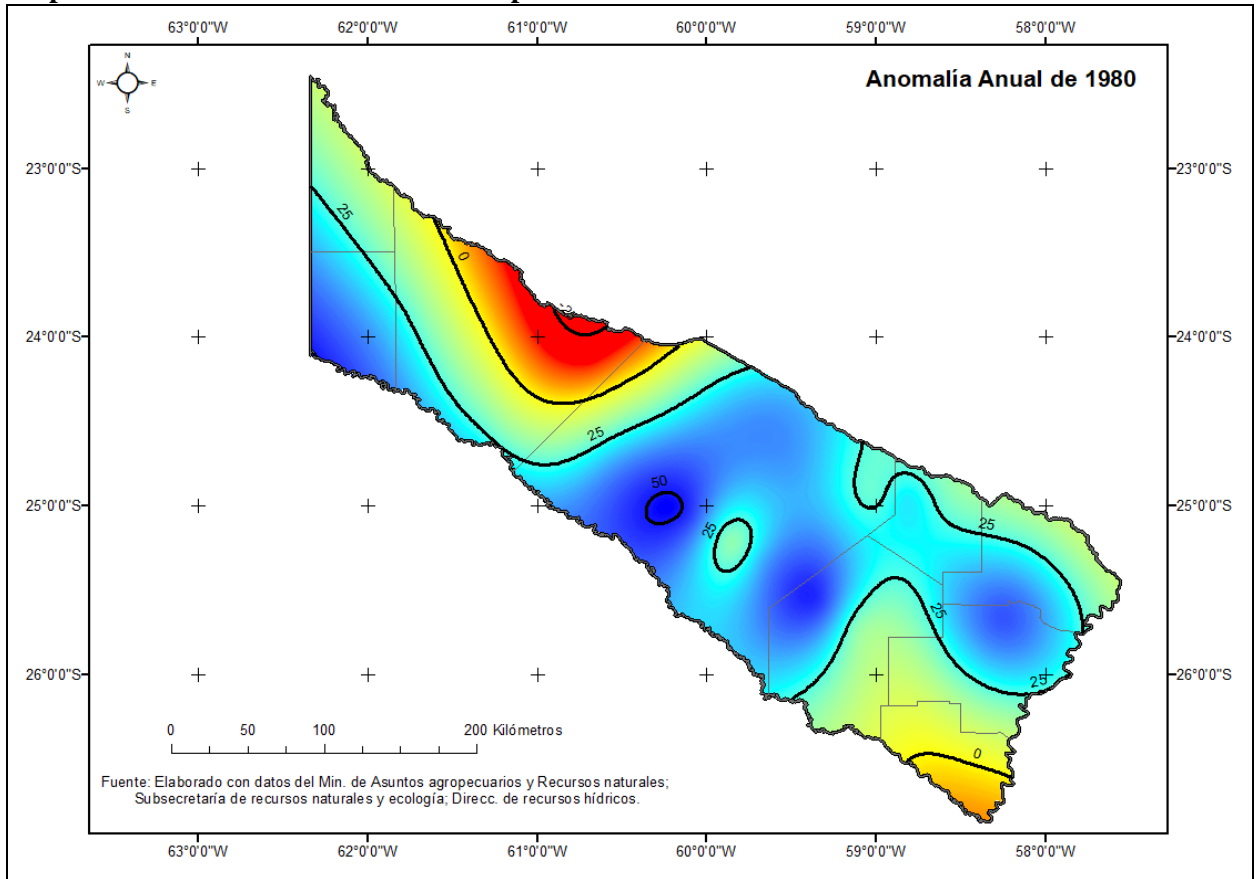 63°0'0"W 62°0'0"W 61°0'0"W 60°0'0"W 59°0'0"W 58°0'0"W
N
W E
S
Anomalía Anual de 1980
23°0'0"S 23°0'0"S
25
0
24°0'0"S 24°0'0"S
25
50
25°0'0"S 25°0'0"S
25
25
25
25
26°0'0"S 26°0'0"S
0
0 50 100 200 Kilómetros
Fuente: Elaborado con datos del Min. de Asuntos agropecuarios y Recursos naturales;
Subsecretaría de recursos naturales y ecología; Direcc. de recursos hídricos.
63°0'0"W 62°0'0"W 61°0'0"W 60°0'0"W 59°0'0"W 58°0'0"W